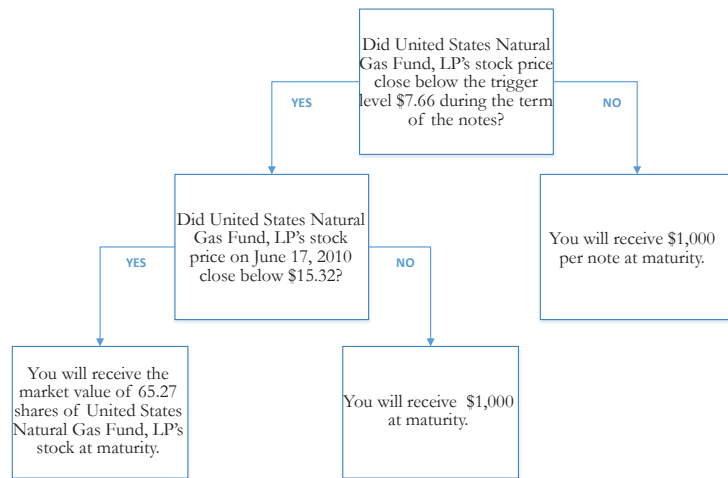 Did United States Natural
Gas Fund, LP's stock price
close below the trigger
level $7.66 during the term
of the notes?
YES
NO
Did United States Natural
Gas Fund, LP's stock
price on June 17, 2010
close below $15.32?
You will receive $1,000
per note at maturity.
YES
NO
You will receive the
market value of 65.27
shares of United States
Natural Gas Fund, LP's
stock at maturity.
You will receive $1,000
at maturity.